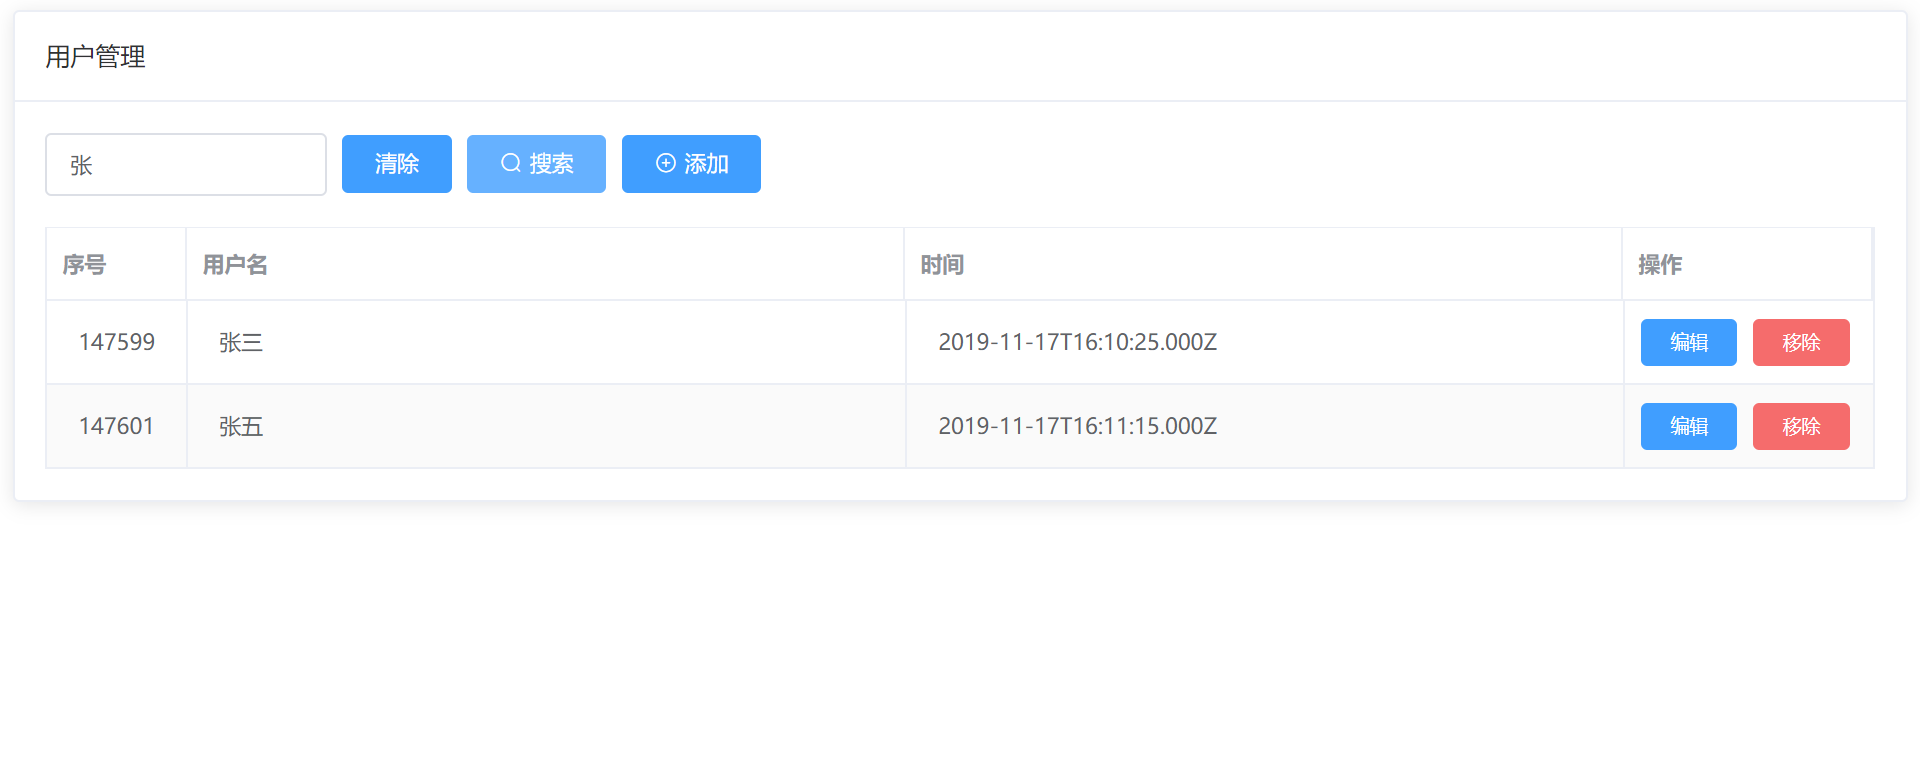 用户管理
张 清除 搜索 添加
序号 用户名 时间 操作
147599 张三 2019-11-17T16:10:25.000Z 编辑 移除
147601 张五 2019-11-17T16:11:15.000Z 编辑 移除